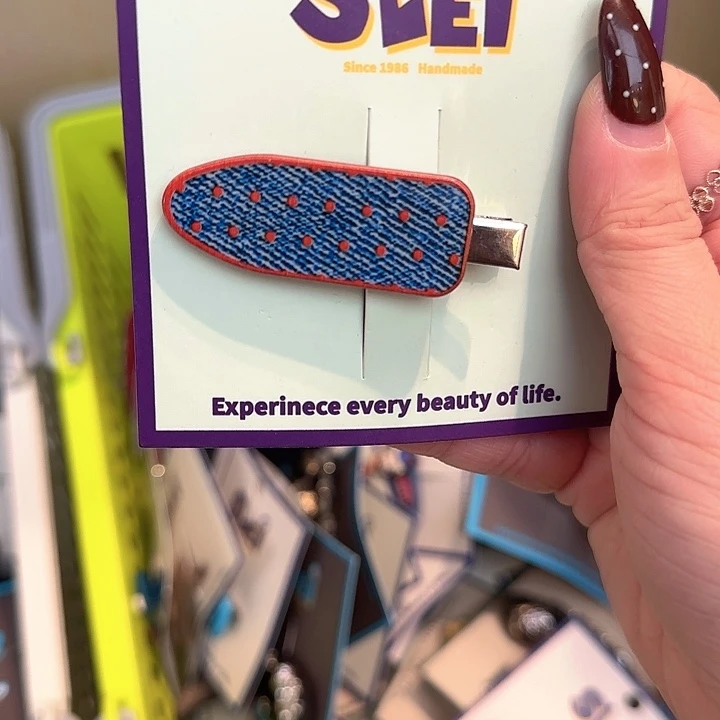 Since 1986 Handmade
Experinece every beauty of life.